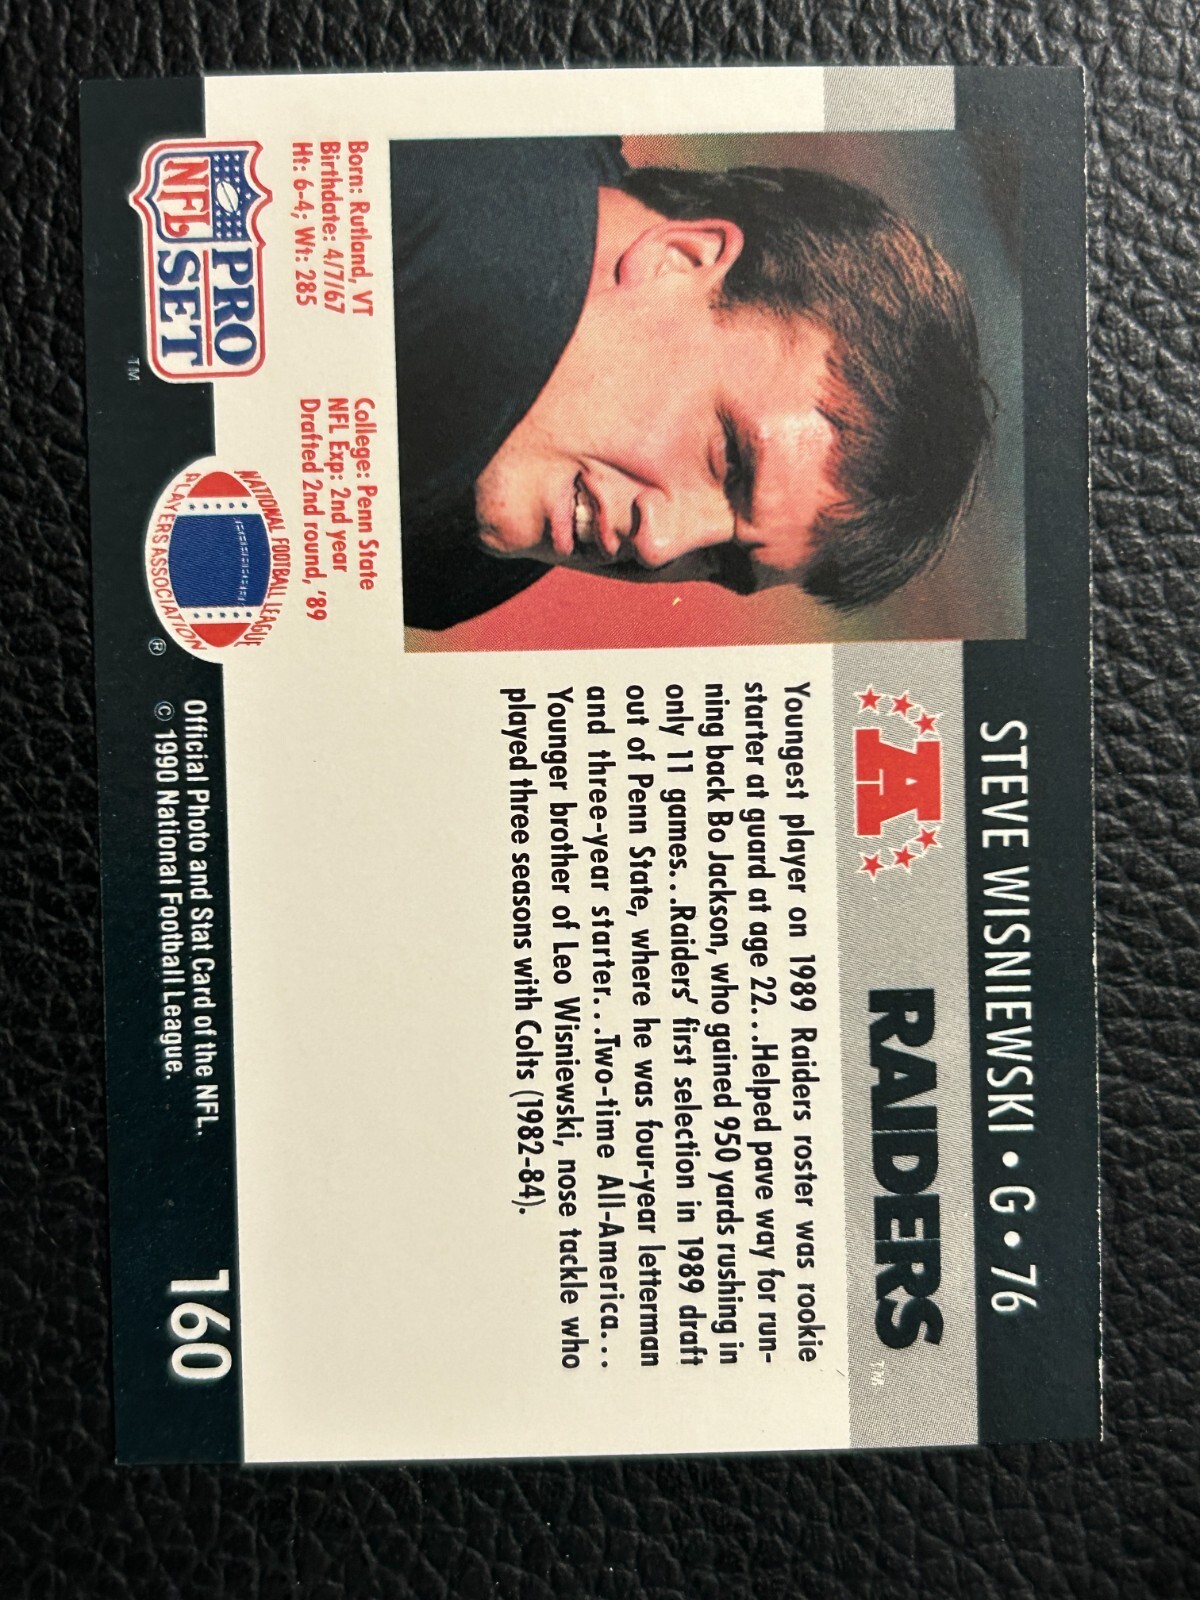 STEVE WISNIEWSKI • G • 76
A RAIDERS™
Youngest player on 1989 Raiders roster was rookie
starter at guard at age 22...Helped pave way for run-
ning back Bo Jackson, who gained 950 yards rushing in
only 11 games...Raiders' first selection in 1989 draft
out of Penn State, where he was four-year letterman
and three-year starter...Two-time All-America...
Younger brother of Leo Wisniewski, nose tackle who
played three seasons with Colts (1982-84).
Born: Rutland, VT
Birthdate: 4/7/67
Ht: 6-4; Wt: 285
College: Penn State
NFL Exp: 2nd year
Drafted 2nd round, '89
PRO
NFL SET
TM
NATIONAL FOOTBALL LEAGUE
PLAYERS ASSOCIATION
®
Official Photo and Stat Card of the NFL.
© 1990 National Football League.
160